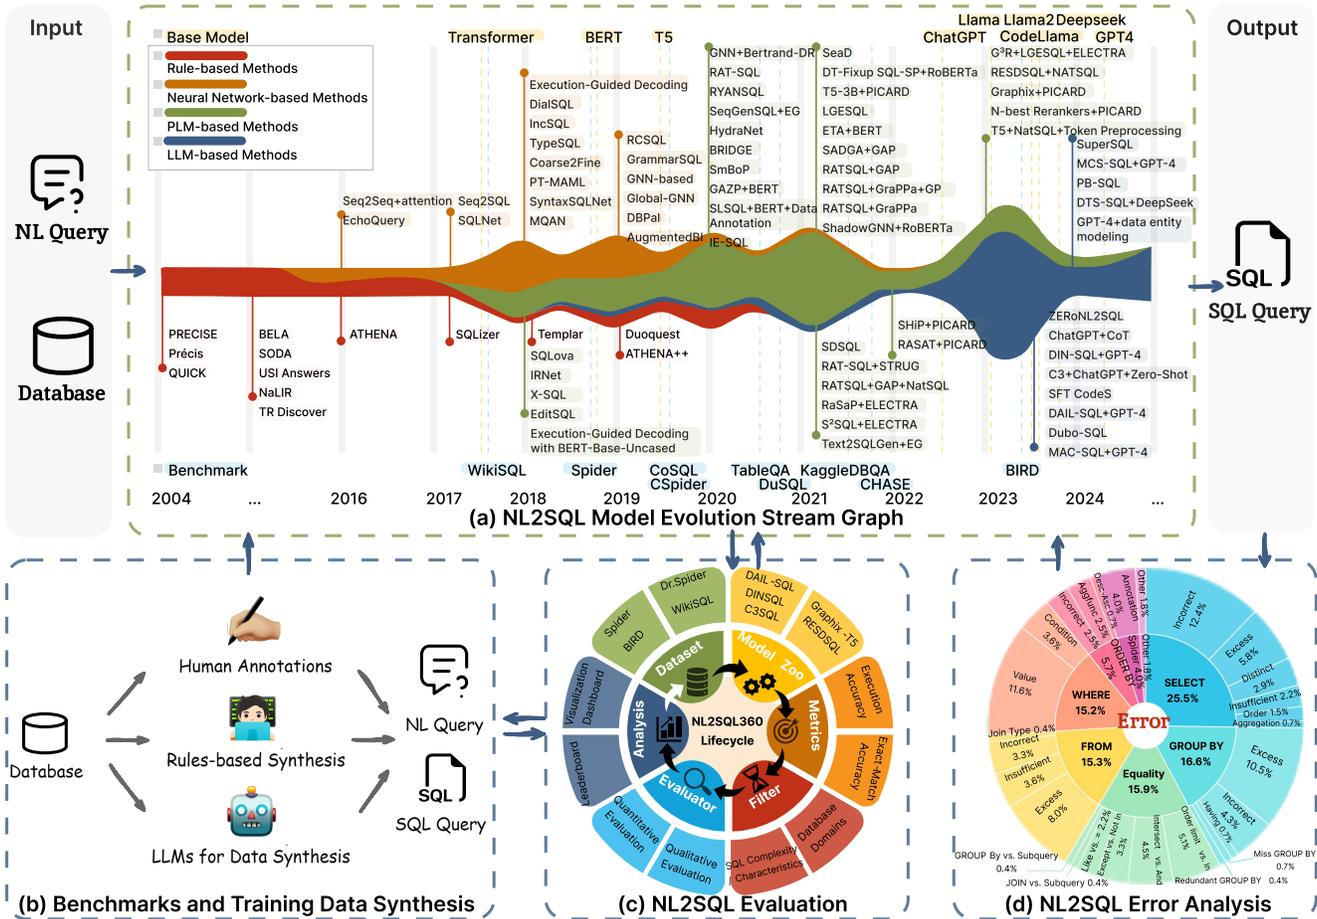 Input
NL Query
Database
Base Model
Rule-based Methods
Neural Network-based Methods
PLM-based Methods
LLM-based Methods
Transformer
BERT
T5
Llama Llama2 Deepseek
ChatGPT CodeLlama GPT4
Seq2Seq+attention
EchoQuery
Seq2SQL
SQLNet
Execution-Guided Decoding
DialSQL
IncSQL
TypeSQL
Coarse2Fine
PT-MAML
SyntaxSQLNet
MQAN
RCSQL
GrammarSQL
GNN-based
Global-GNN
DBPal
AugmentedBI
GNN+Bertrand-DR
RAT-SQL
RYANSQL
SeqGenSQL+EG
HydraNet
BRIDGE
SmBoP
GAZP+BERT
SLSQL+BERT+Data
Annotation
IE-SQL
SeaD
DT-Fixup SQL-SP+RoBERTa
T5-3B+PICARD
LGESQL
ETA+BERT
SADGA+GAP
RATSQL+GAP
RATSQL+GraPPa+GP
RATSQL+GraPPa
ShadowGNN+RoBERTa
G³R+LGESQL+ELECTRA
RESDSQL+NATSQL
Graphix+PICARD
N-best Rerankers+PICARD
T5+NatSQL+Token Preprocessing
SuperSQL
MCS-SQL+GPT-4
PB-SQL
DTS-SQL+DeepSeek
GPT-4+data entity
modeling
PRECISE
Précis
QUICK
BELA
SODA
USI Answers
NaLIR
TR Discover
ATHENA
SQLizer
Templar
SQLova
IRNet
X-SQL
EditSQL
Execution-Guided Decoding
with BERT-Base-Uncased
Duoquest
ATHENA++
SDSQL
RAT-SQL+STRUG
RATSQL+GAP+NatSQL
RaSaP+ELECTRA
S²SQL+ELECTRA
Text2SQLGen+EG
SHiP+PICARD
RASAT+PICARD
ZERoNL2SQL
ChatGPT+CoT
DIN-SQL+GPT-4
C3+ChatGPT+Zero-Shot
SFT CodeS
DAIL-SQL+GPT-4
Dubo-SQL
MAC-SQL+GPT-4
Benchmark
WikiSQL
Spider
CoSQL
CSpider
TableQA
DuSQL
KaggleDBQA
CHASE
BIRD
2004 ... 2016 2017 2018 2019 2020 2021 2022 2023 2024 ...
(a) NL2SQL Model Evolution Stream Graph
Output
SQL
SQL Query
Database
Human Annotations
Rules-based Synthesis
LLMs for Data Synthesis
NL Query
SQL
SQL Query
(b) Benchmarks and Training Data Synthesis
Dr.Spider
WikiSQL
Spider
BIRD
DAIL -SQL
DINSQL
C3SQL
Graphix -T5
RESDSQL
Execution
Accuracy
Exact-Match
Accuracy
Database
Domains
SQL Complexity
Characteristics
Qualitative
Evaluation
Quantitative
Evaluation
Leaderboard
Visualization
Dashboard
Dataset
Model Zoo
Metrics
Filter
Evaluator
Analysis
NL2SQL360
Lifecycle
(c) NL2SQL Evaluation
Error
SELECT
25.5%
Incorrect
12.4%
Excess
5.8%
Distinct
2.9%
Insufficient 2.2%
Order 1.5%
Aggregation 0.7%
GROUP BY
16.6%
Excess
10.5%
Incorrect
4.3%
Having 0.7%
Miss GROUP BY
0.7%
Redundant GROUP BY 0.4%
Equality
15.9%
Order limit vs. In
5.1%
Intersect vs. And
4.5%
Except vs. Not In
3.3%
Like vs. = 2.2%
JOIN vs. Subquery 0.4%
GROUP By vs. Subquery
0.4%
FROM
15.3%
Excess
8.0%
Insufficient
3.6%
Incorrect
3.3%
Join Type 0.4%
WHERE
15.2%
Value
11.6%
Condition
3.6%
ORDER BY
5.7%
Incorrect 2.5%
Aggfunc 2.5%
Desc-Asc 0.7%
Spider 4.0%
Annotation
4.0%
Other 1.8%
Other 1.8%
(d) NL2SQL Error Analysis